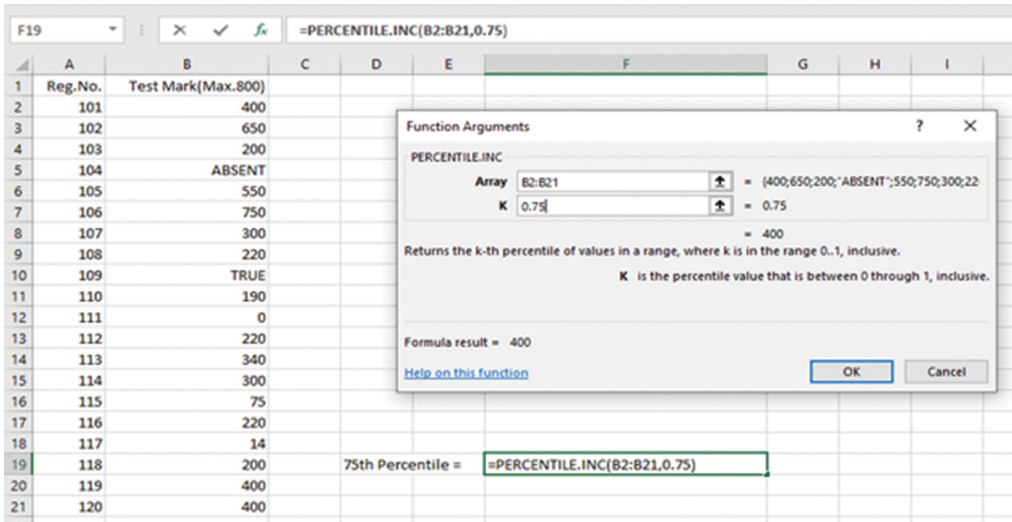 F19 =PERCENTILE.INC(B2:B21,0.75)
A B C D E F G H I
1 Reg.No. Test Mark(Max.800)
2 101 400
3 102 650
4 103 200
5 104 ABSENT
6 105 550
7 106 750
8 107 300
9 108 220
10 109 TRUE
11 110 190
12 111 0
13 112 220
14 113 340
15 114 300
16 115 75
17 116 220
18 117 14
19 118 200 75th Percentile = =PERCENTILE.INC(B2:B21,0.75)
20 119 400
21 120 400
Function Arguments ? ×
PERCENTILE.INC
Array B2:B21 = {400;650;200;"ABSENT";550;750;300;22
K 0.75 = 0.75
= 400
Returns the k-th percentile of values in a range, where k is in the range 0..1, inclusive.
K is the percentile value that is between 0 through 1, inclusive.
Formula result = 400
Help on this function OK Cancel